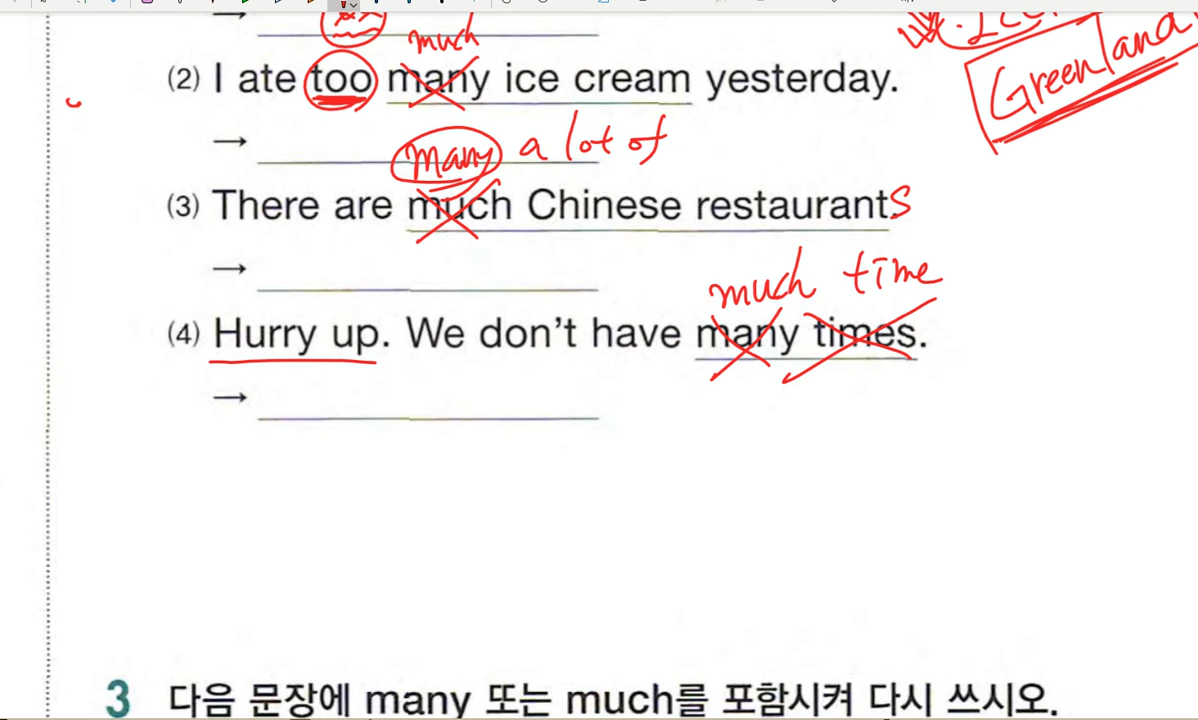 Greenland
much
(2) I ate too many ice cream yesterday.
→
many a lot of
(3) There are much Chinese restaurants
→
much time
(4) Hurry up. We don't have many times.
→
3 다음 문장에 many 또는 much를 포함시켜 다시 쓰시오.